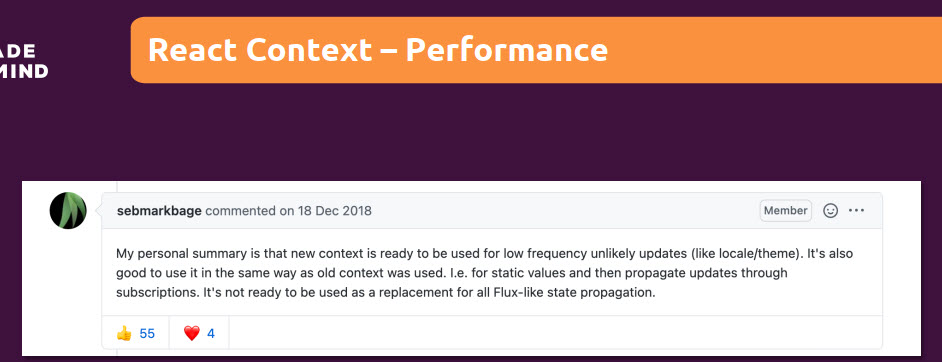 ADE
MIND
React Context – Performance
sebmarkbage commented on 18 Dec 2018
Member
My personal summary is that new context is ready to be used for low frequency unlikely updates (like locale/theme). It's also
good to use it in the same way as old context was used. I.e. for static values and then propagate updates through
subscriptions. It's not ready to be used as a replacement for all Flux-like state propagation.
👍 55 ❤️ 4